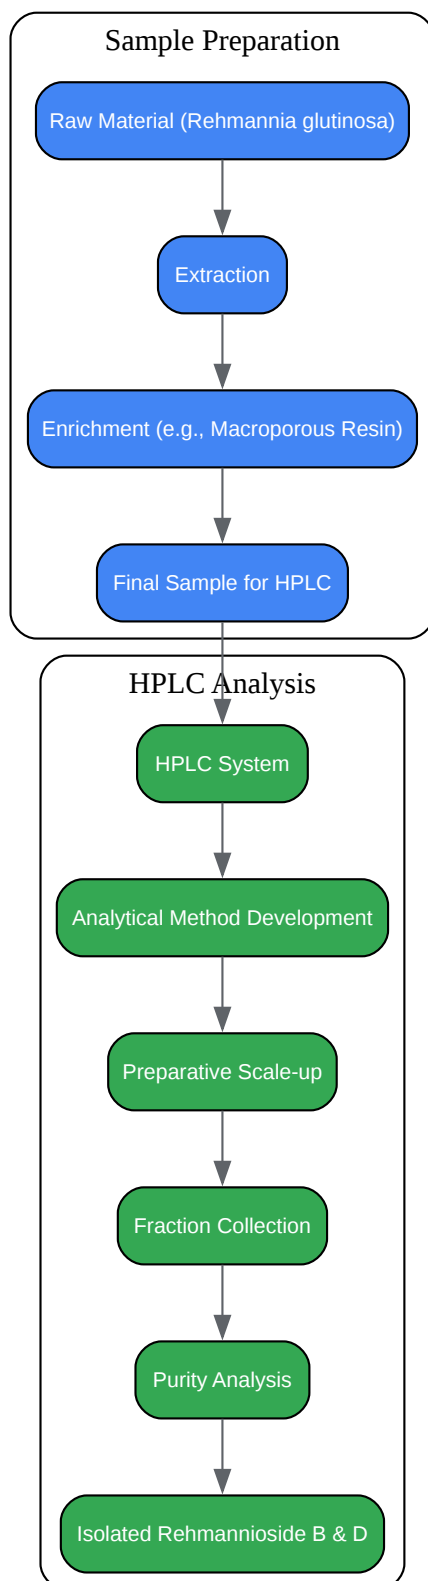 Sample Preparation
Raw Material (Rehmannia glutinosa)
Extraction
Enrichment (e.g., Macroporous Resin)
Final Sample for HPLC
HPLC Analysis
HPLC System
Analytical Method Development
Preparative Scale-up
Fraction Collection
Purity Analysis
Isolated Rehmannioside B & D